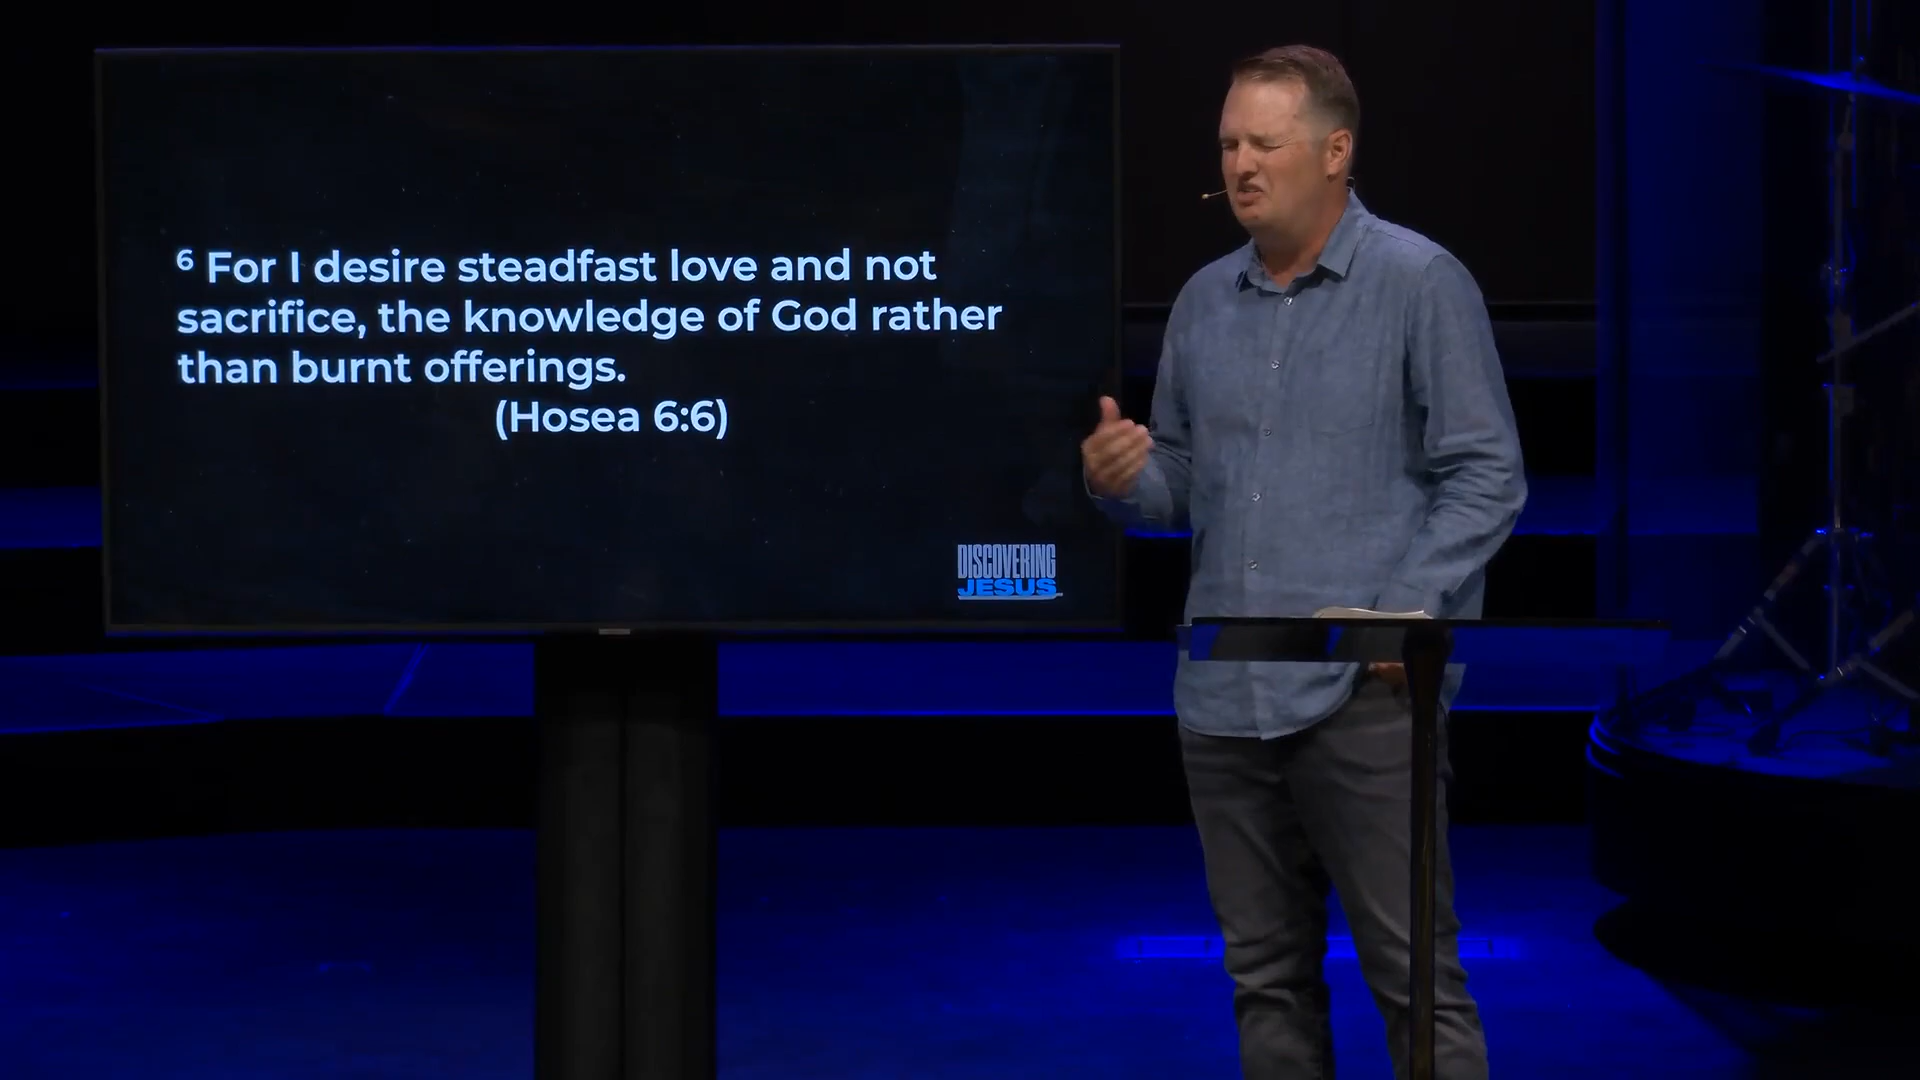 ⁶ For I desire steadfast love and not
sacrifice, the knowledge of God rather
than burnt offerings.
(Hosea 6:6)
DISCOVERING
JESUS